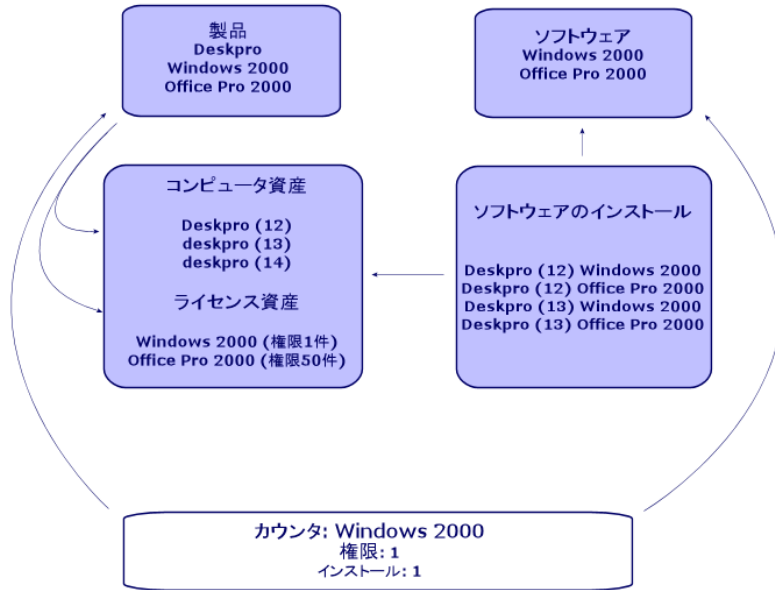 製品
Deskpro
Windows 2000
Office Pro 2000
ソフトウェア
Windows 2000
Office Pro 2000
コンピュータ資産
Deskpro (12)
deskpro (13)
deskpro (14)
ライセンス資産
Windows 2000 (権限1件)
Office Pro 2000 (権限50件)
ソフトウェアのインストール
Deskpro (12) Windows 2000
Deskpro (12) Office Pro 2000
Deskpro (13) Windows 2000
Deskpro (13) Office Pro 2000
カウンタ: Windows 2000
権限: 1
インストール: 1